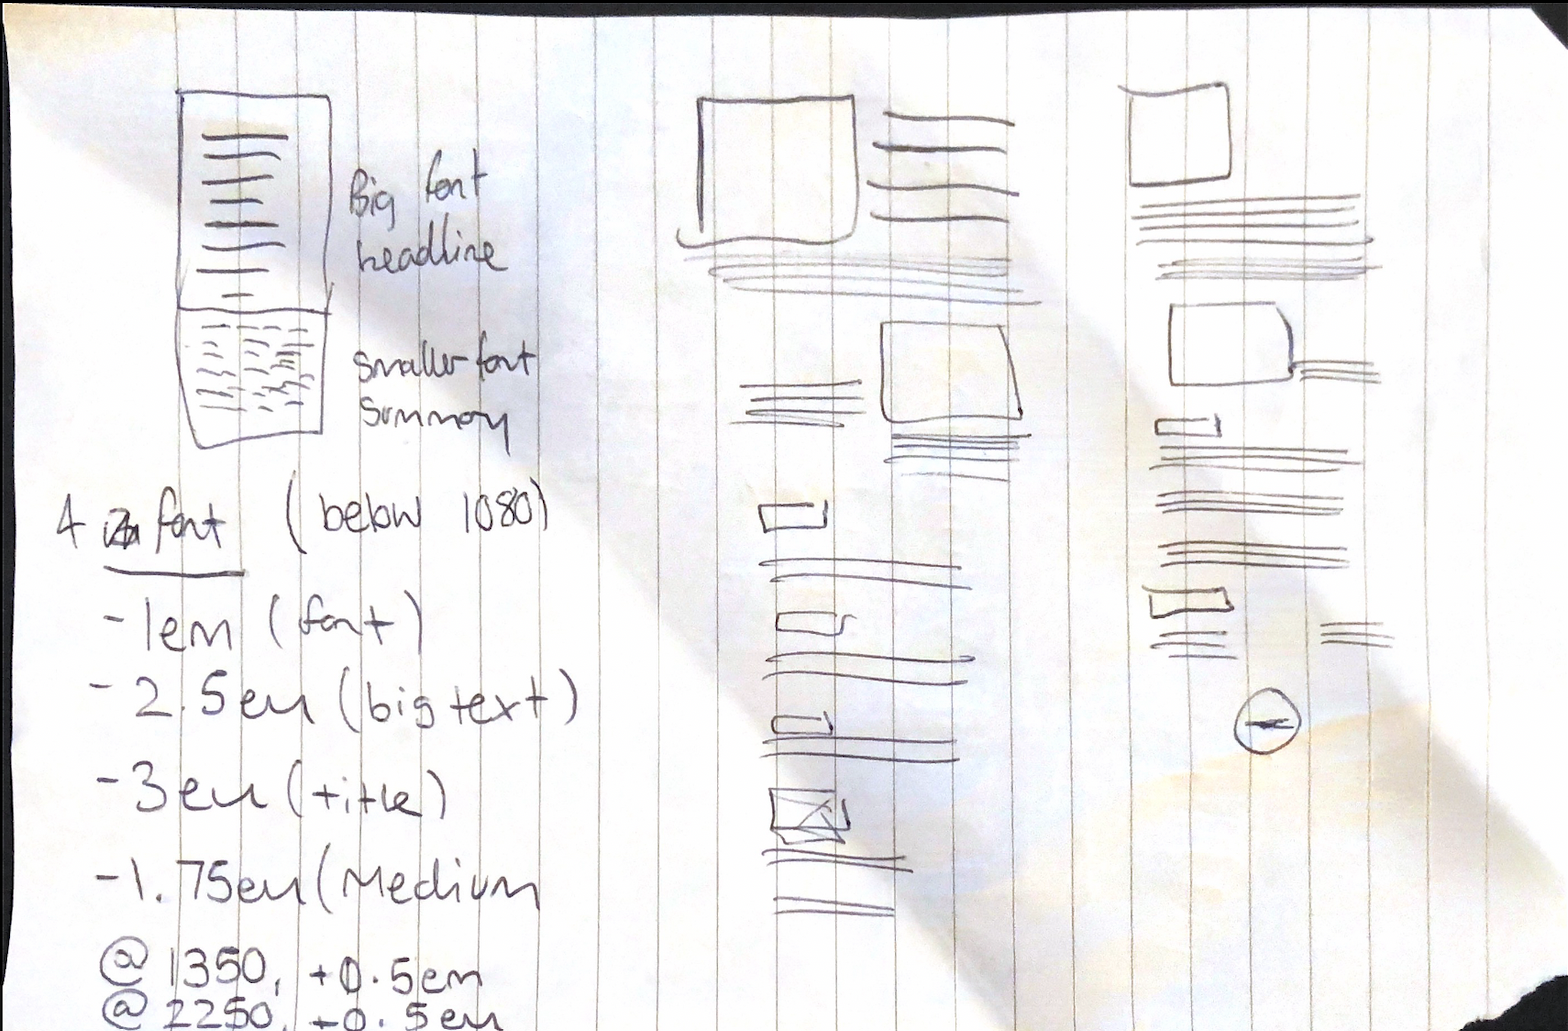 Big font
headline
Smaller font
Summary
4 font (below 1080)
-1em (font)
-2.5em (big text)
-3em (title)
-1.75em (Medium
@ 1350, +0.5em
@ 2250, +0.5em